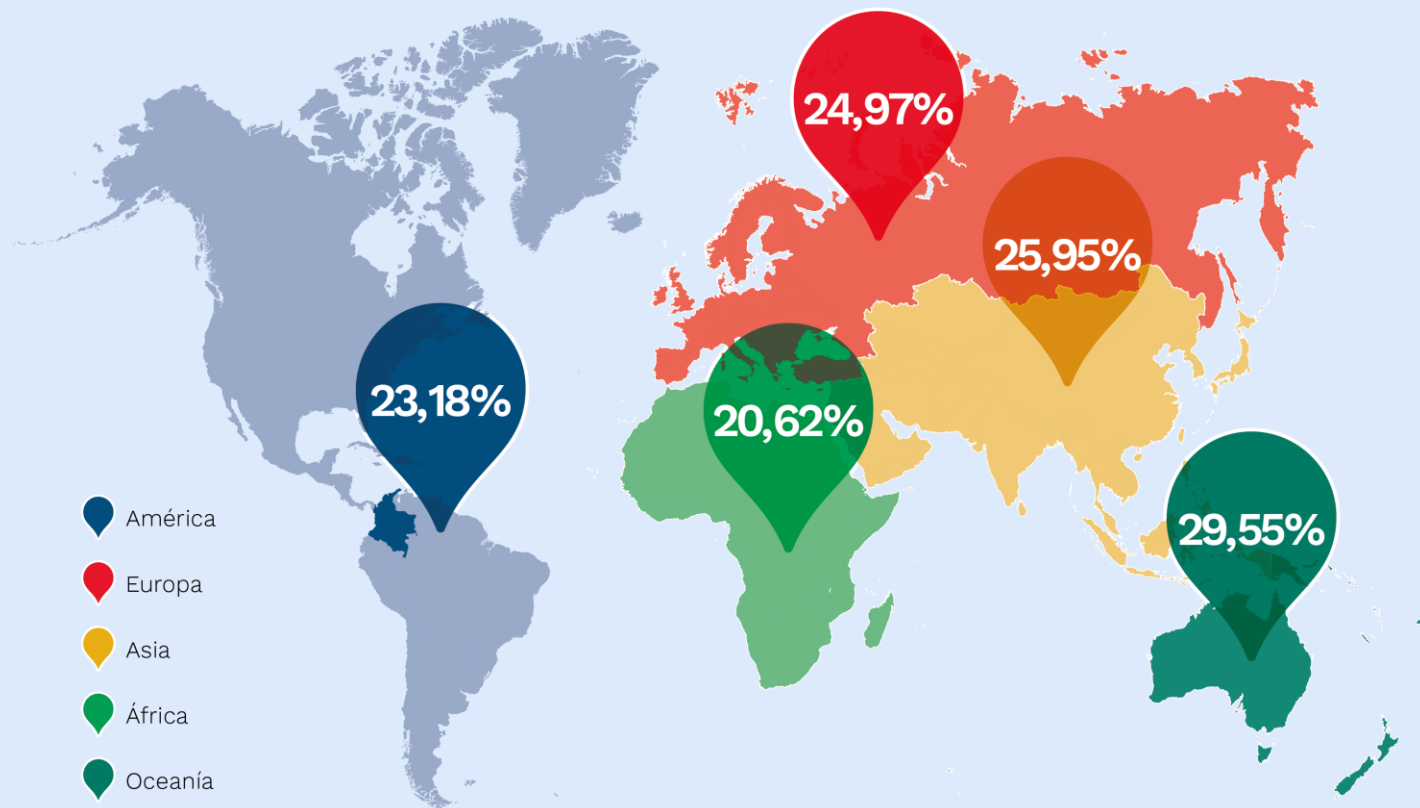 24,97%
25,95%
23,18%
20,62%
29,55%
América
Europa
Asia
África
Oceanía